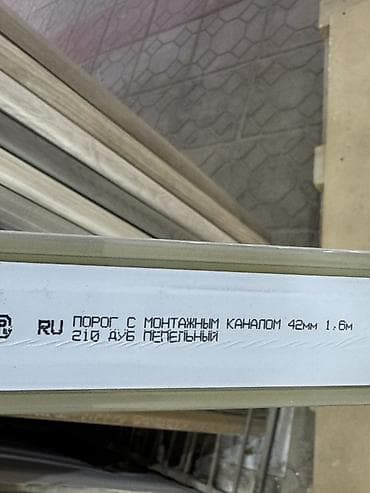 RU ПОРОГ С МОНТАЖНЫМ КАНАЛОМ 42мм 1,6м
210 ДУБ ПЕПЕЛЬНЫЙ